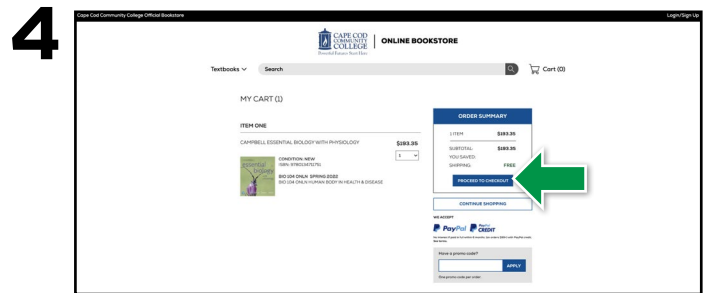 4
Cape Cod Community College Official Bookstore
Login/Sign Up
CAPE COD
COMMUNITY
COLLEGE
ONLINE BOOKSTORE
Textbooks
Search
Cart (0)
MY CART (1)
ITEM ONE
CAMPBELL ESSENTIAL BIOLOGY WITH PHYSIOLOGY
$193.35
1
essential
biology
CONDITION: NEW
BIO 104 ONLN SPRING 2022
BIO 104 ONLN HUMAN BODY IN HEALTH & DISEASE
ORDER SUMMARY
1 ITEM
$193.35
SUBTOTAL:
$193.35
YOU SAVED:
SHIPPING:
FREE
PROCEED TO CHECKOUT
CONTINUE SHOPPING
WE ACCEPT
PayPal
PayPal
CREDIT
Have a promo code?
APPLY
One promo code per order.